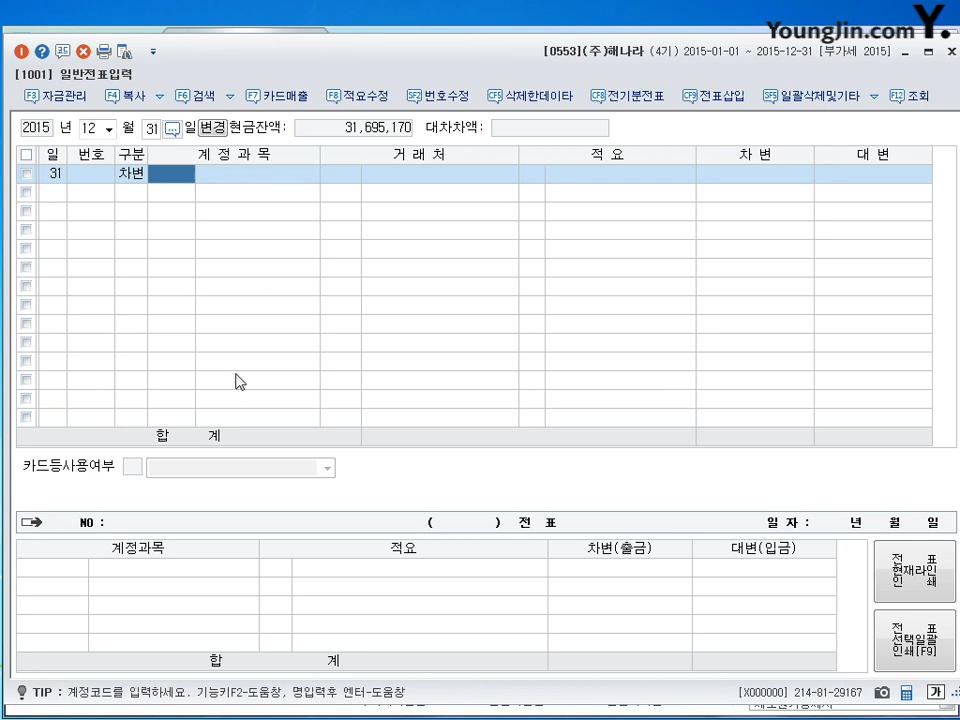 YoungJin.com Y.
[0553](주)해나라 (4기) 2015-01-01 ~ 2015-12-31 [부가세 2015]
[1001] 일반전표입력
F3 자금관리 F4 복사 F6 검색 F7 카드매출 F8 적요수정 SF2 번호수정 CF5 삭제한데이타 CF8 전기분전표 CF9 전표삽입 SF5 일괄삭제및기타 F12 조회
2015 년 12 월 31 일 변경 현금잔액: 31,695,170 대차차액:
일 번호 구분 계 정 과 목 거 래 처 적 요 차 변 대 변
31 차변
합 계
카드등사용여부
NO : ( ) 전 표 일 자 : 년 월 일
계정과목 적요 차변(출금) 대변(입금)
전 표
현재라인
인 쇄
전 표
선택일괄
인쇄[F9]
합 계
TIP : 계정코드를 입력하세요. 기능키F2-도움창, 명입력후 엔터-도움창 [X000000] 214-81-29167 가